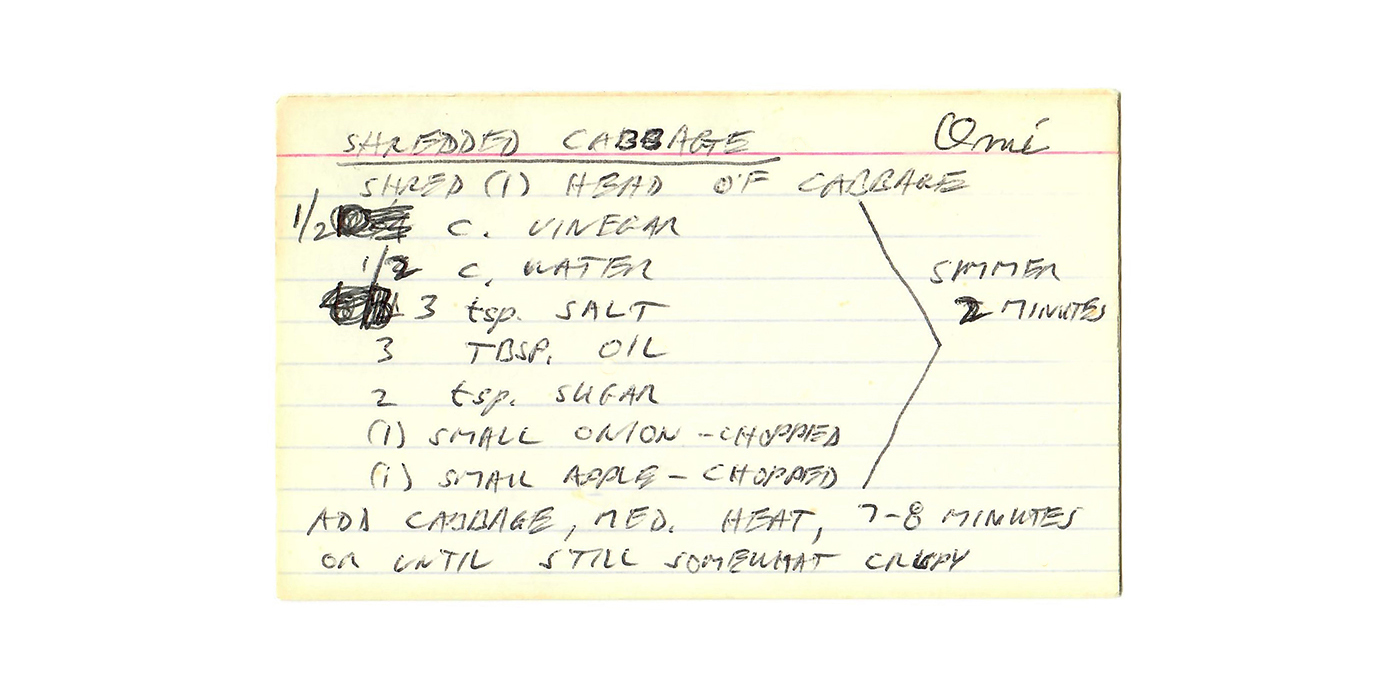 SHREDDED CABBAGE Omi
SHRED (1) HEAD OF CABBAGE
1/2 c. VINEGAR
1/2 c. WATER
3 tsp. SALT
3 TBSP. OIL
2 tsp. SUGAR
(1) SMALL ONION - CHOPPED
(1) SMALL APPLE - CHOPPED
SIMMER
2 MINUTES
ADD CABBAGE, MED. HEAT, 7-8 MINUTES
OR UNTIL STILL SOMEWHAT CRISPY